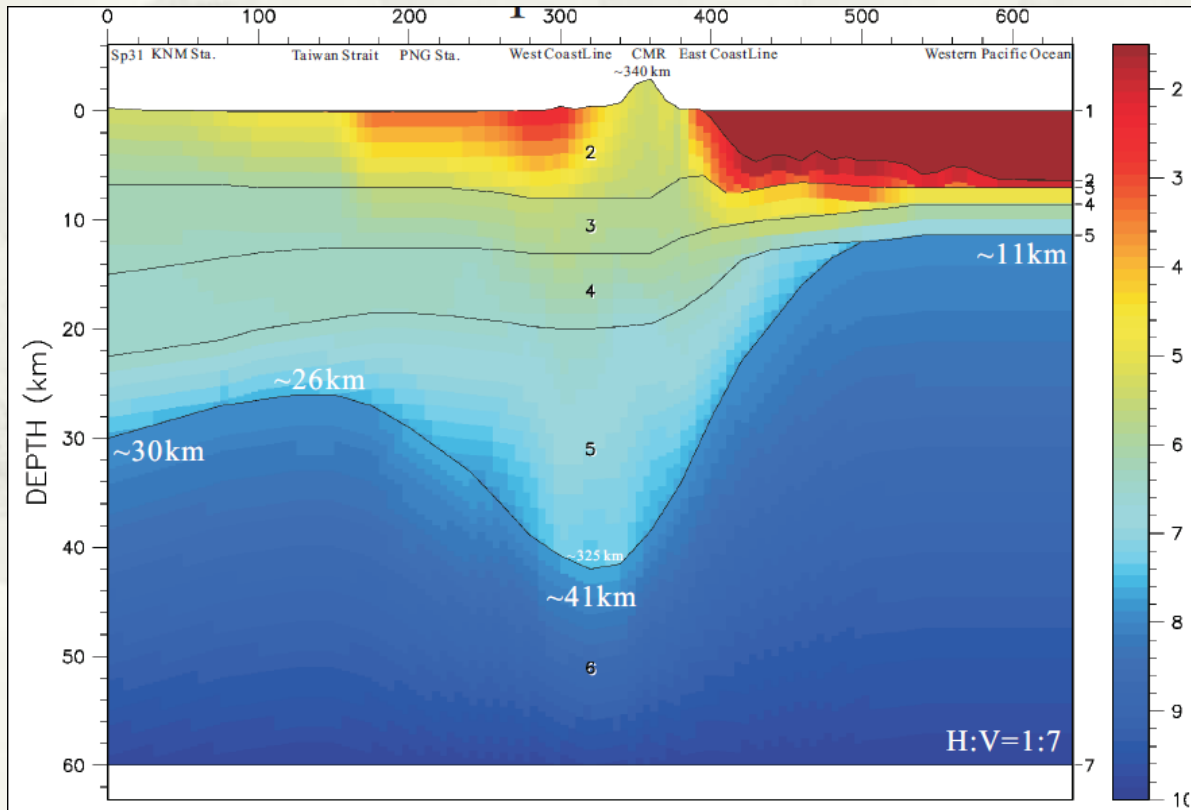 0 100 200 300 400 500 600
Sp31 KNM Sta. Taiwan Strait PNG Sta. West CoastLine CMR East CoastLine Western Pacific Ocean
~340 km
0
10
20
30
40
50
60
DEPTH (km)
2
3
4
5
6
1
2
3
4
5
7
~11km
~26km
~30km
~325 km
~41km
H:V=1:7
2
3
4
5
6
7
8
9
10